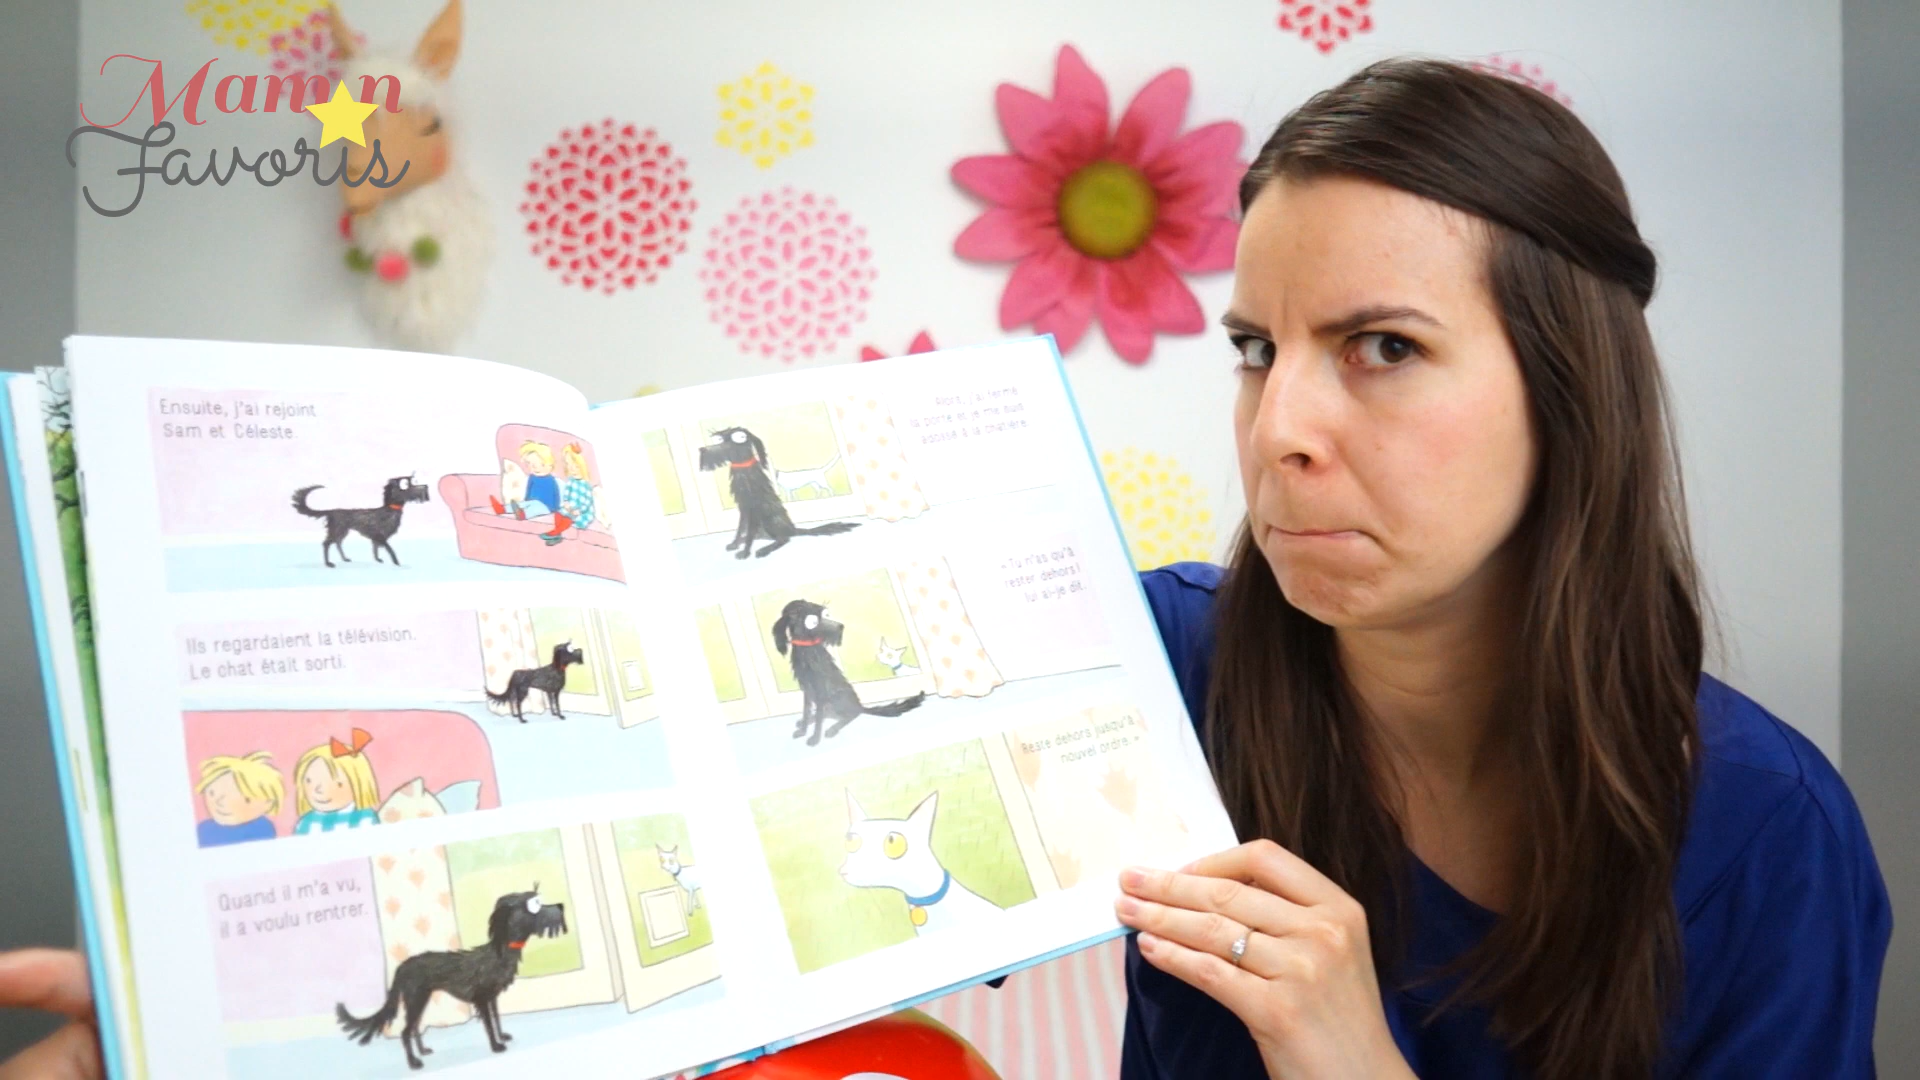 Mam n
Favoris
Ensuite, j'ai rejoint
Sam et Céleste.
Ils regardaient la télévision.
Le chat était sorti.
Quand il m'a vu,
il a voulu rentrer.
Alors, j'ai fermé
la porte et je me suis
adossé à la chatière.
« Tu n'as qu'à
rester dehors !
lui ai-je dit.
Reste dehors jusqu'à
nouvel ordre. »